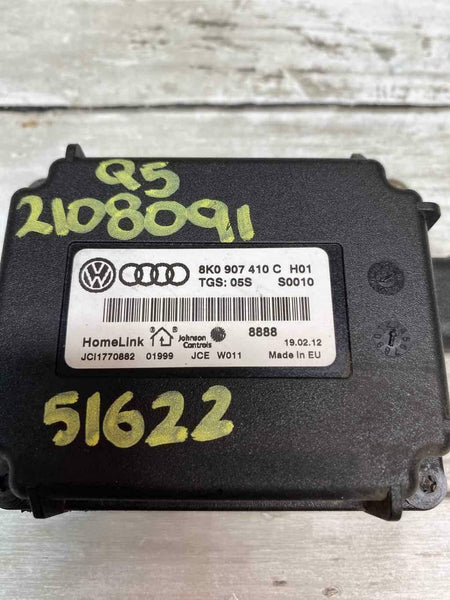 Q5
2108091
8K0 907 410 C H01
TGS: 05S S0010
HomeLink Johnson Controls 8888 19.02.12
JCI1770882 01999 JCE W011 Made in EU
51622